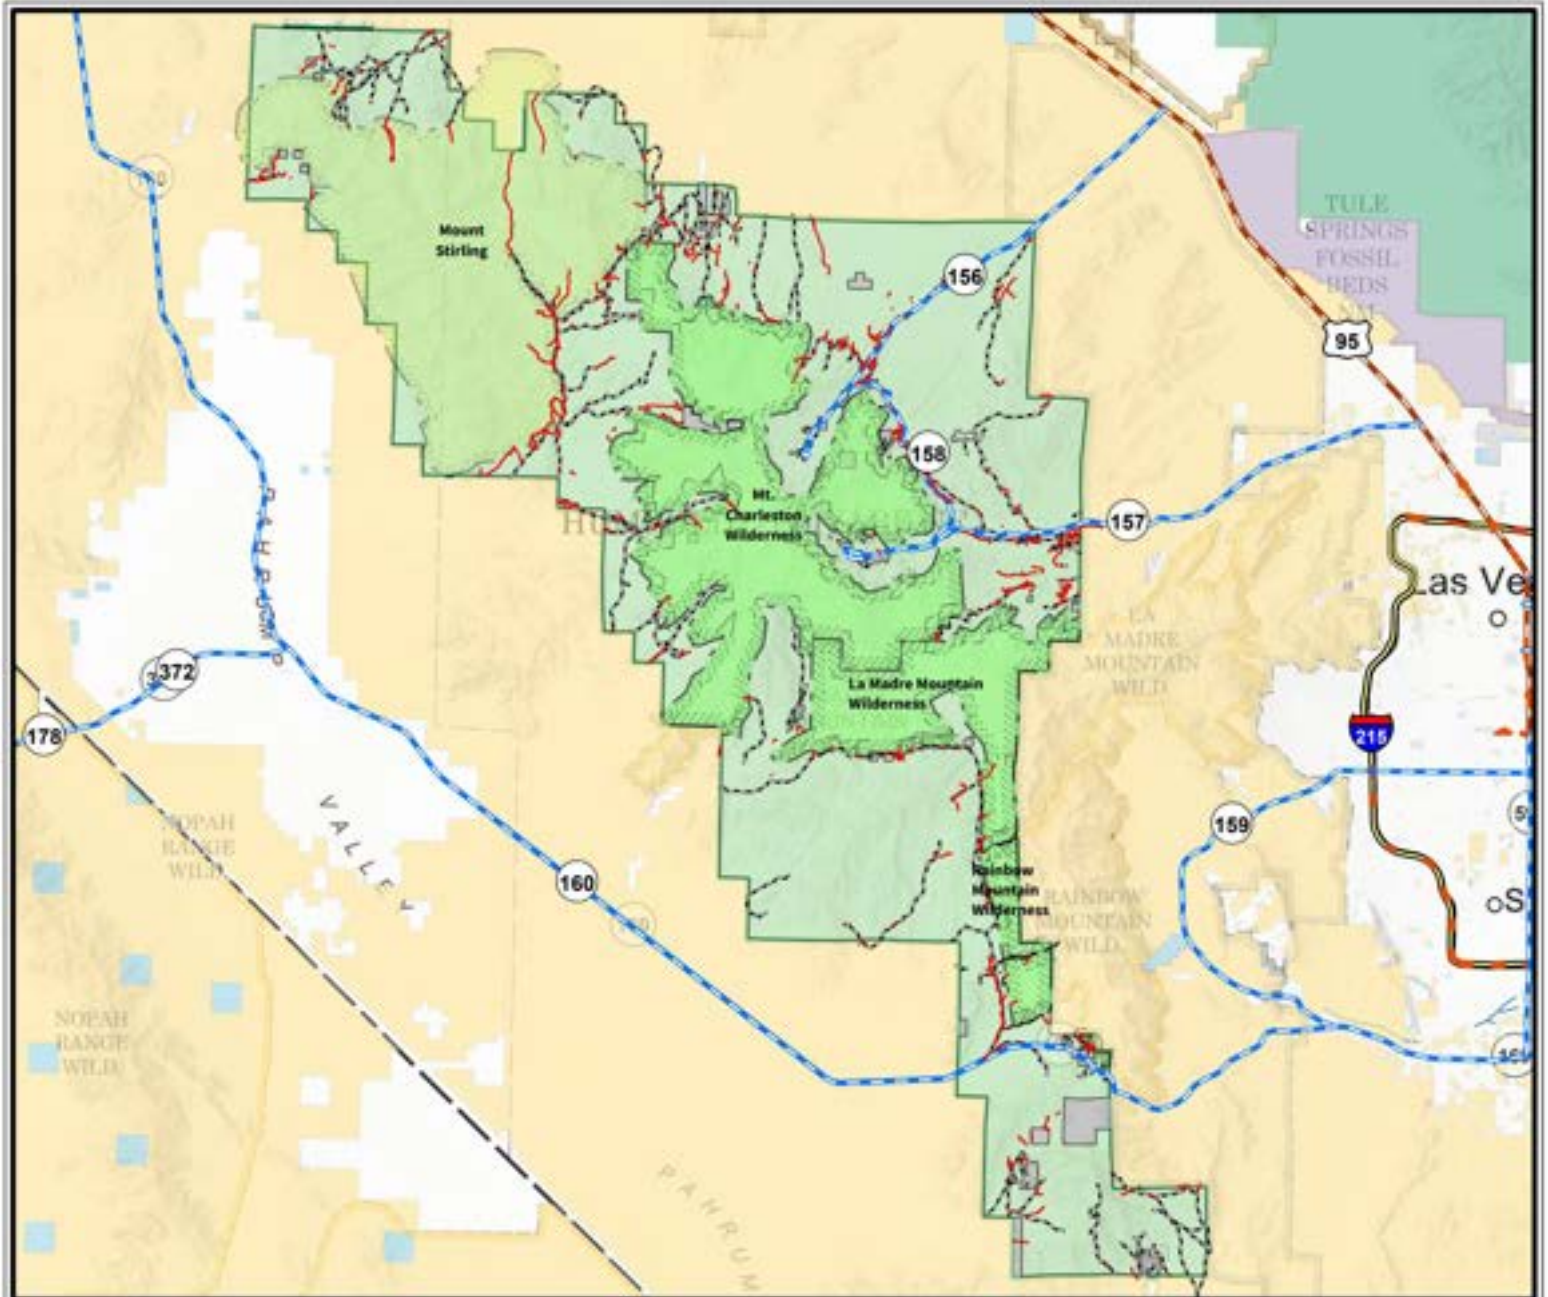 Mount
Stirling
156
TULE
SPRINGS
FOSSIL
BEDS
95
158
Mt.
Charleston
Wilderness
157
Las Ve
LA
MADRE
MOUNTAIN
WILD.
372
178
La Madre Mountain
Wilderness
215
NOPAH
RANGE
WILD.
VALLEY
159
160
Rainbow
Mountain
Wilderness
RAINBOW
MOUNTAIN
WILD.
S
NOPAH
RANGE
WILD.
PAHRUM